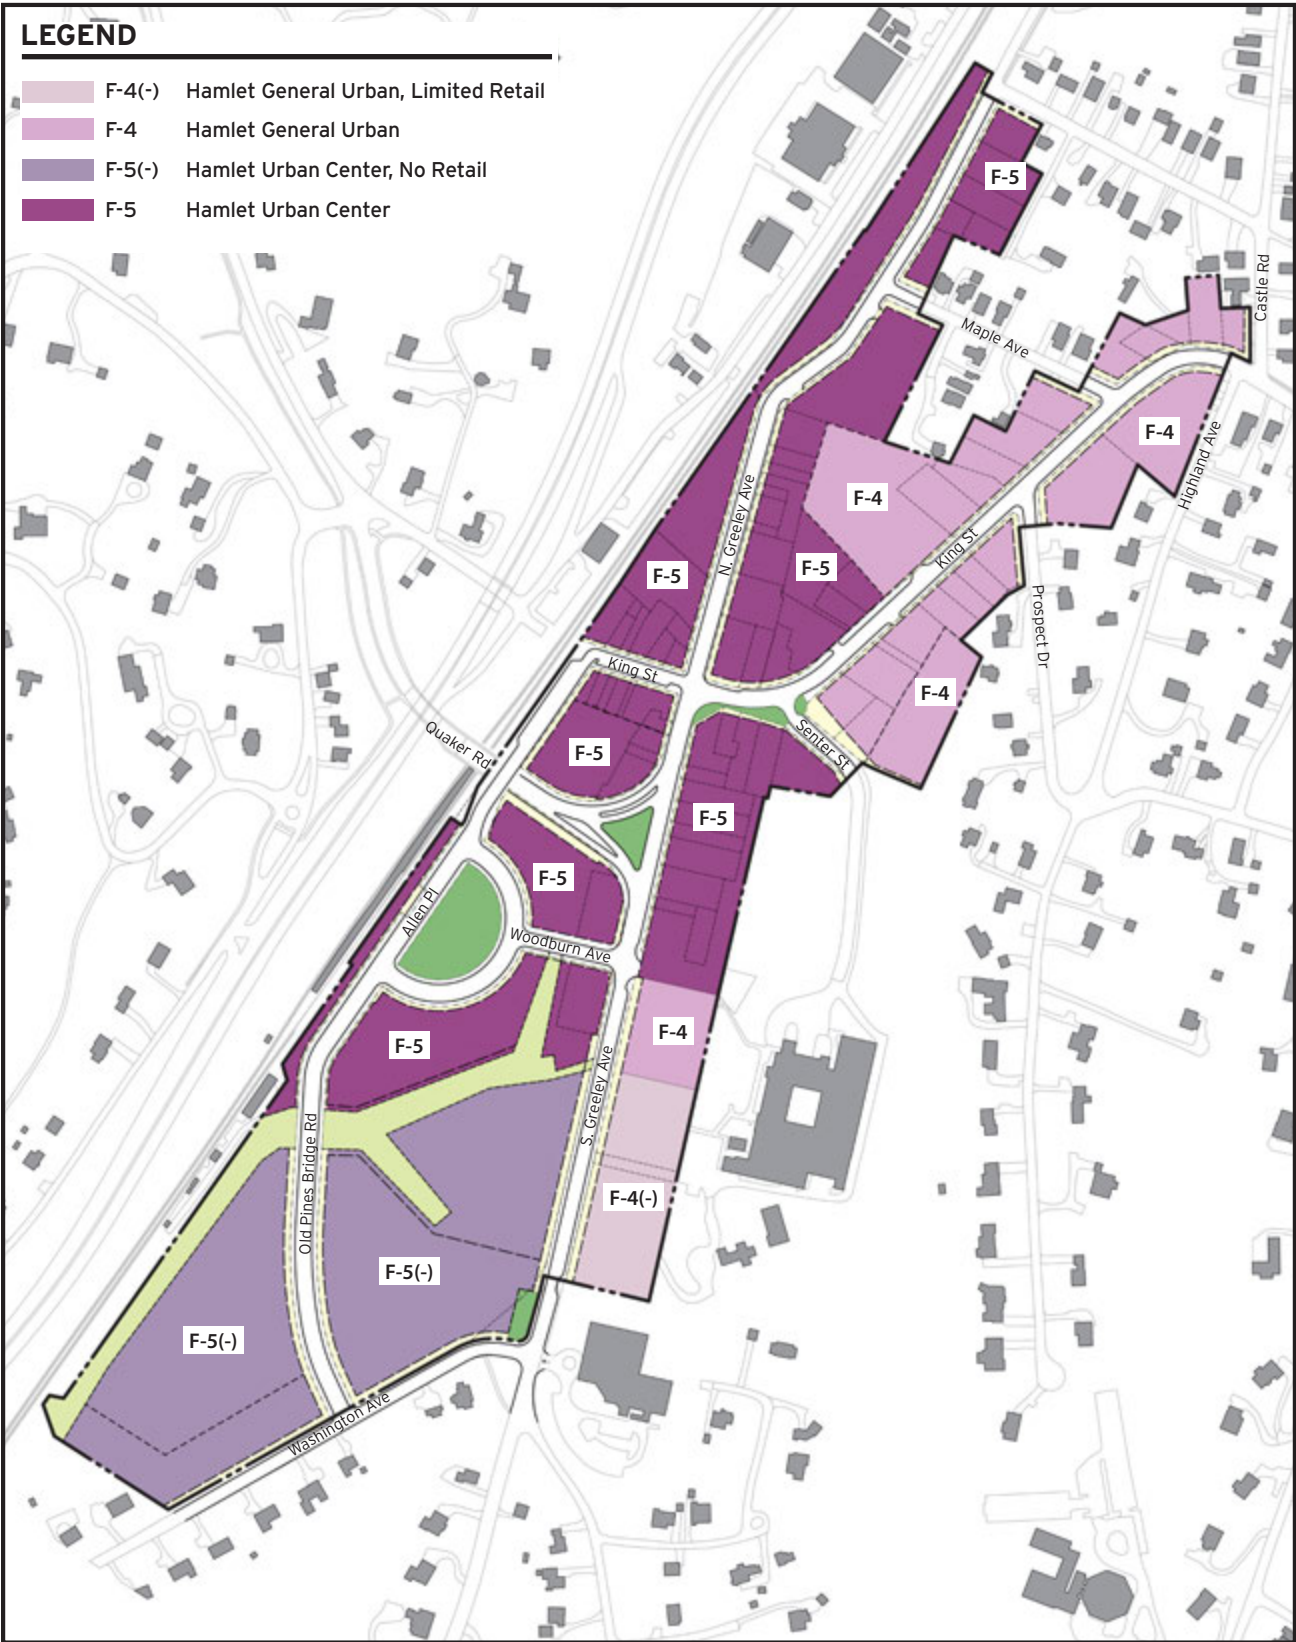 LEGEND
F-4(-) Hamlet General Urban, Limited Retail
F-4 Hamlet General Urban
F-5(-) Hamlet Urban Center, No Retail
F-5 Hamlet Urban Center
F-5
Castle Rd
Maple Ave
F-4
Highland Ave
N. Greeley Ave
F-4
King St
F-5
F-5
Prospect Dr
King St
F-4
Quaker Rd
Senter St
F-5
F-5
F-5
Allen Pl
Woodburn Ave
F-5
F-4
S. Greeley Ave
Old Pines Bridge Rd
F-4(-)
F-5(-)
F-5(-)
Washington Ave